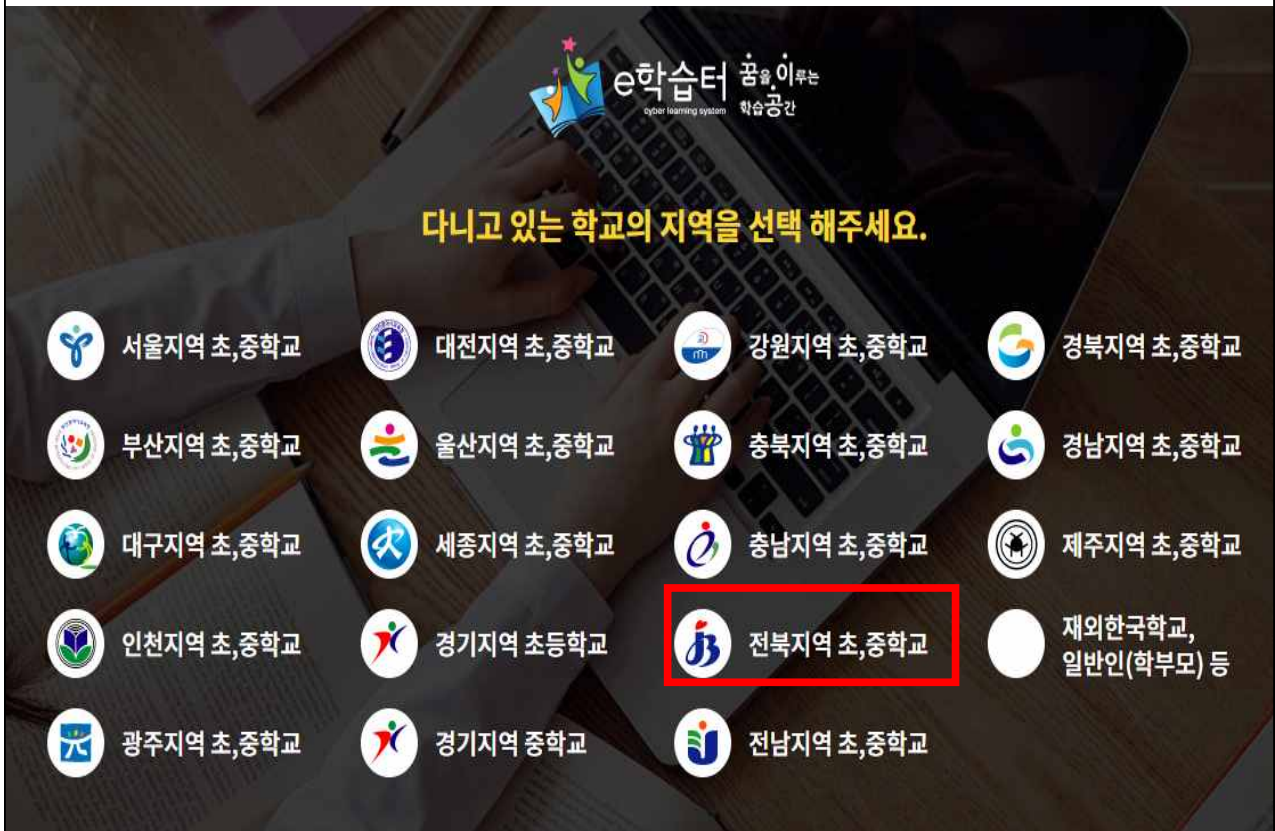 e학습터 꿈을 이루는
cyber learning system 학습공간
다니고 있는 학교의 지역을 선택 해주세요.
서울지역 초,중학교
대전지역 초,중학교
강원지역 초,중학교
경북지역 초,중학교
부산지역 초,중학교
울산지역 초,중학교
충북지역 초,중학교
경남지역 초,중학교
대구지역 초,중학교
세종지역 초,중학교
충남지역 초,중학교
제주지역 초,중학교
인천지역 초,중학교
경기지역 초등학교
전북지역 초,중학교
재외한국학교,
일반인(학부모) 등
광주지역 초,중학교
경기지역 중학교
전남지역 초,중학교